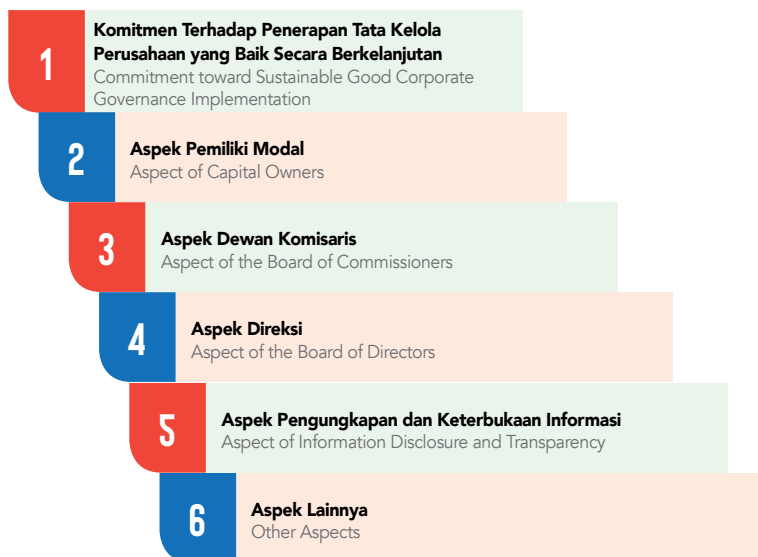 1
Komitmen Terhadap Penerapan Tata Kelola
Perusahaan yang Baik Secara Berkelanjutan
Commitment toward Sustainable Good Corporate
Governance Implementation
2
Aspek Pemiliki Modal
Aspect of Capital Owners
3
Aspek Dewan Komisaris
Aspect of the Board of Commissioners
4
Aspek Direksi
Aspect of the Board of Directors
5
Aspek Pengungkapan dan Keterbukaan Informasi
Aspect of Information Disclosure and Transparency
6
Aspek Lainnya
Other Aspects